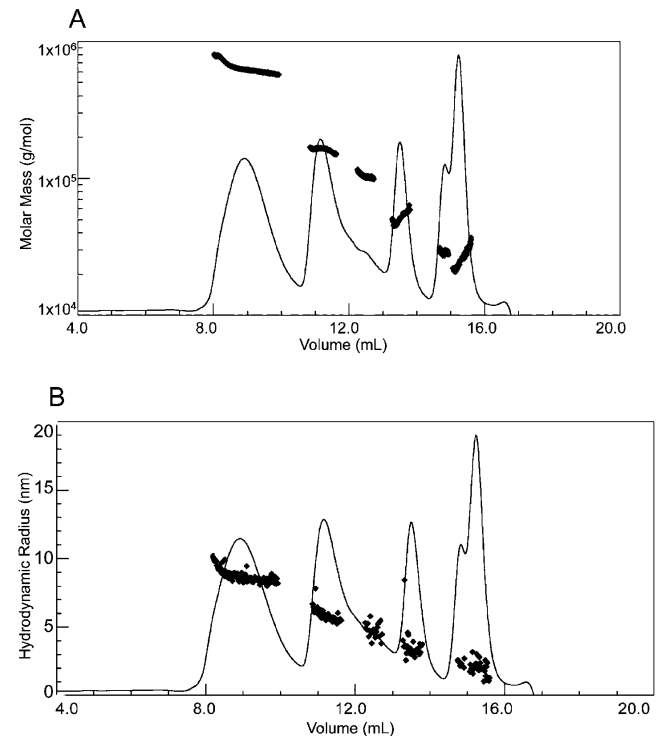 A
1x10⁶
1x10⁵
1x10⁴
Molar Mass (g/mol)
4.0 8.0 12.0 16.0 20.0
Volume (mL)
B
20
15
10
5
0
Hydrodynamic Radius (nm)
4.0 8.0 12.0 16.0 20.0
Volume (mL)